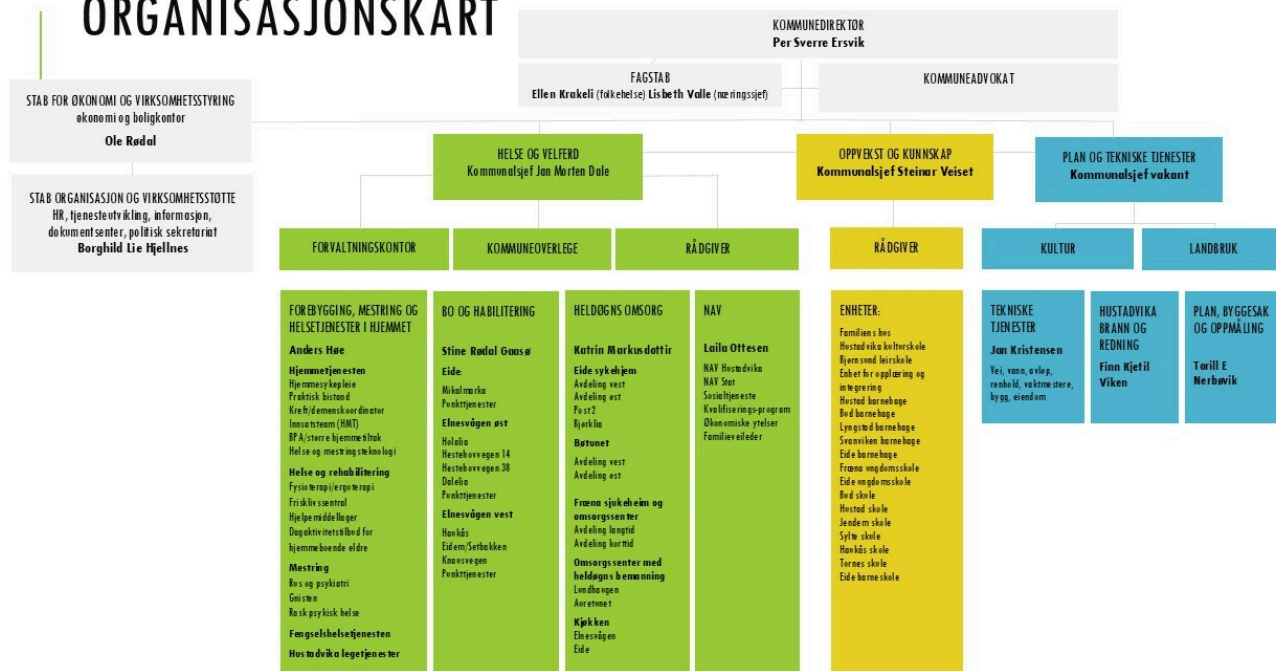 ORGANISASJONSKART
KOMMUNEDIREKTØR
Per Sverre Ersvik
FAGSTAB
Ellen Krakeli (folkehelse) Lisbeth Valle (næringssjef)
KOMMUNEADVOKAT
STAB FOR ØKONOMI OG VIRKSOMHETSSTYRING
økonomi og boligkontor
Ole Rødal
STAB ORGANISASJON OG VIRKSOMHETSSTØTTE
HR, tjenesteutvikling, informasjon,
dokumentsenter, politisk sekretariat
Borghild Lie Hjellnes
HELSE OG VELFERD
Kommunalsjef Jan Morten Dale
OPPVEKST OG KUNNSKAP
Kommunalsjef Steinar Veiset
PLAN OG TEKNISKE TJENESTER
Kommunalsjef vakant
FORVALTNINGSKONTOR
KOMMUNEOVERLEGE
RÅDGIVER
RÅDGIVER
KULTUR
LANDBRUK
FOREBYGGING, MESTRING OG
HELSETJENESTER I HJEMMET
Anders Høe
Hjemmetjenesten
Hjemmesykepleie
Praktisk bistand
Kreft/demenskoordinator
Innsatsteam (HMT)
BPA/større hjemmetiltak
Helse og mestringsteknologi
Helse og rehabilitering
Fysioterapi/ergoterapi
Frisklivssentral
Hjelpemiddellager
Dagaktivitetstilbud for
hjemmeboende eldre
Mestring
Rus og psykiatri
Gnisten
Rask psykisk helse
Fengselshelsetjenesten
Hustadvika legetjenester
BO OG HABILITERING
Stine Rødal Gaasø
Eide:
Mikalmarka
Punkttjenester
Elnesvågen øst
Holalia
Hestehovvegen 14
Hestehovvegen 38
Dalelia
Punkttjenester
Elnesvågen vest
Haukås
Eidem/Setbakken
Knausvegen
Punkttjenester
HELDØGNS OMSORG
Katrin Markusdottir
Eide sykehjem
Avdeling vest
Avdeling øst
Post2
Bjørklia
Bøtunet
Avdeling vest
Avdeling øst
Fræna sjukeheim og
omsorgssenter
Avdeling langtid
Avdeling korttid
Omsorgssenter med
heldøgns bemanning
Lundhaugen
Auretunet
Kjøkken
Elnesvågen
Eide
NAV
Laila Ottesen
NAV Hustadvika
NAV Stat
Sosialtjeneste
Kvalifiserings-program
Økonomiske ytelser
Familieveileder
ENHETER:
Familiens hus
Hustadvika kulturskole
Bjørnsund leirskole
Enhet for opplæring og
integrering
Hustad barnehage
Bud barnehage
Lyngstad barnehage
Svanviken barnehage
Eide barnehage
Fræna ungdomsskole
Eide ungdomsskole
Bud skole
Hustad skole
Jendem skole
Sylte skule
Haukås skole
Tornes skule
Eide barneskole
TEKNISKE
TJENESTER
Jan Kristensen
Vei, vann, avløp,
renhold, vaktmestere,
bygg, eiendom
HUSTADVIKA
BRANN OG
REDNING
Finn Kjetil
Viken
PLAN, BYGGESAK
OG OPPMÅLING
Torill E
Nerbøvik